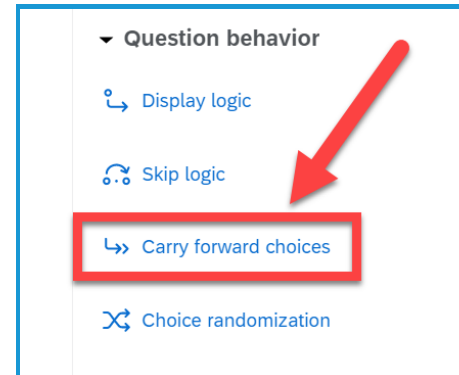 Question behavior
Display logic
Skip logic
Carry forward choices
Choice randomization